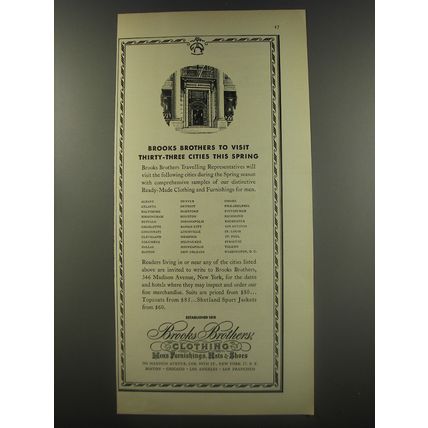 47
BROOKS BROTHERS TO VISIT
THIRTY-THREE CITIES THIS SPRING
Brooks Brothers Travelling Representatives will
visit the following cities during the Spring season
with comprehensive samples of our distinctive
Ready-Made Clothing and Furnishings for men.
ALBANY DENVER OMAHA
ATLANTA DETROIT PHILADELPHIA
BALTIMORE HARTFORD PITTSBURGH
BIRMINGHAM HOUSTON RICHMOND
BUFFALO INDIANAPOLIS ROCHESTER
CHARLOTTE KANSAS CITY SAN ANTONIO
CINCINNATI LOUISVILLE ST. LOUIS
CLEVELAND MEMPHIS ST. PAUL
COLUMBUS MILWAUKEE SYRACUSE
DALLAS MINNEAPOLIS TOLEDO
DAYTON NEW ORLEANS WASHINGTON, D. C.
Readers living in or near any of the cities listed
above are invited to write to Brooks Brothers,
346 Madison Avenue, New York, for the dates
and hotels where they may inspect and order our
fine merchandise. Suits are priced from $80...
Topcoats from $85...Shetland Sport Jackets
from $60.
ESTABLISHED 1818
Brooks Brothers,
CLOTHING
Mens Furnishings, Hats & Shoes
346 MADISON AVENUE, COR. 44TH ST., NEW YORK 17, N. Y.
BOSTON • CHICAGO • LOS ANGELES • SAN FRANCISCO